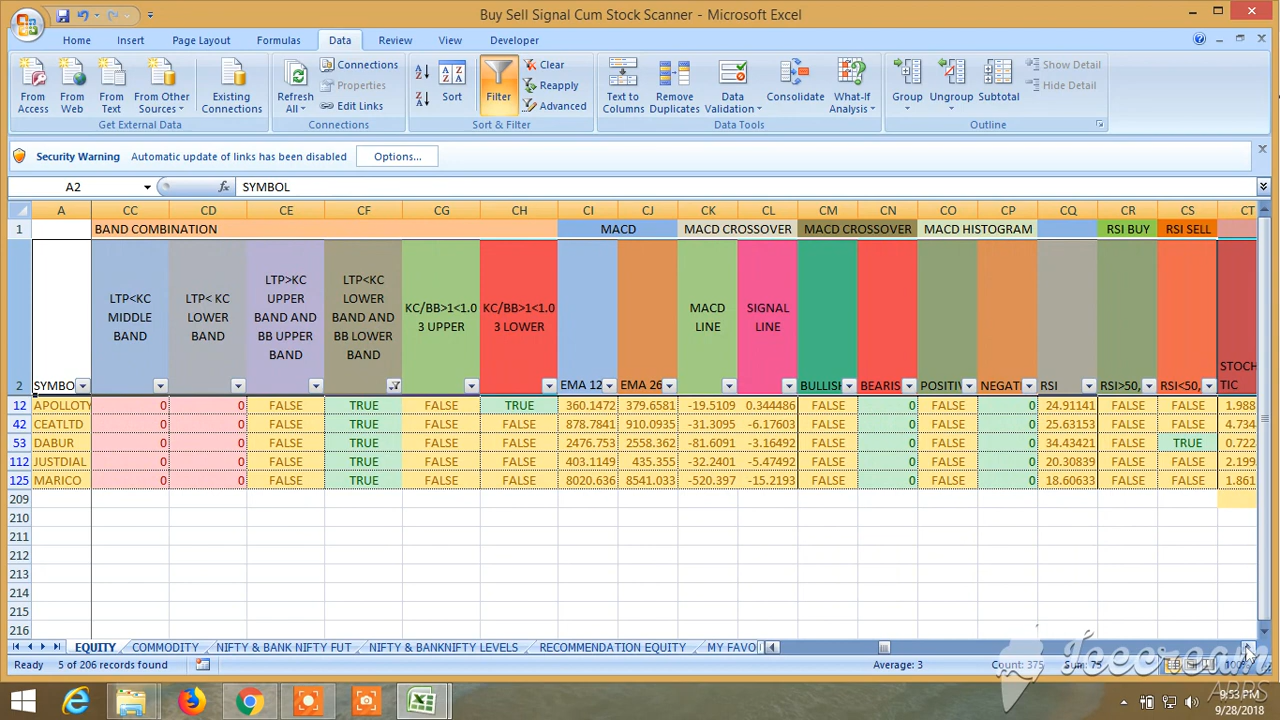 Buy Sell Signal Cum Stock Scanner - Microsoft Excel
Home Insert Page Layout Formulas Data Review View Developer
From Access From Web From Text From Other Sources Existing Connections
Get External Data
Refresh All Connections Properties Edit Links
Connections
Sort Filter Clear Reapply Advanced
Sort & Filter
Text to Columns Remove Duplicates Data Validation Consolidate What-If Analysis
Data Tools
Group Ungroup Subtotal Show Detail Hide Detail
Outline
Security Warning Automatic update of links has been disabled Options...
A2 fx SYMBOL
A CC CD CE CF CG CH CI CJ CK CL CM CN CO CP CQ CR CS CT
1 BAND COMBINATION MACD MACD CROSSOVER MACD CROSSOVER MACD HISTOGRAM RSI BUY RSI SELL
2 SYMBO LTP<KC MIDDLE BAND LTP< KC LOWER BAND LTP>KC UPPER BAND AND BB UPPER BAND LTP<KC LOWER BAND AND BB LOWER BAND KC/BB>1<1.03 UPPER KC/BB>1<1.03 LOWER EMA 12 EMA 26 MACD LINE SIGNAL LINE BULLISH BEARIS POSITIV NEGAT RSI RSI>50, RSI<50, STOCH TIC
12 APOLLOTY 0 0 FALSE TRUE FALSE TRUE 360.1472 379.6581 -19.5109 0.344486 FALSE 0 FALSE 0 24.91141 FALSE FALSE 1.988
42 CEATLTD 0 0 FALSE TRUE FALSE FALSE 878.7841 910.0935 -31.3095 -6.17603 FALSE 0 FALSE 0 25.63153 FALSE FALSE 4.734
53 DABUR 0 0 FALSE TRUE FALSE FALSE 2476.753 2558.362 -81.6091 -3.16492 FALSE 0 FALSE 0 34.43421 FALSE TRUE 0.722
112 JUSTDIAL 0 0 FALSE TRUE FALSE FALSE 403.1149 435.355 -32.2401 -5.47492 FALSE 0 FALSE 0 20.30839 FALSE FALSE 2.199
125 MARICO 0 0 FALSE TRUE FALSE FALSE 8020.636 8541.033 -520.397 -15.2193 FALSE 0 FALSE 0 18.60633 FALSE FALSE 1.861
209
210
211
212
213
214
215
216
EQUITY COMMODITY NIFTY & BANK NIFTY FUT NIFTY & BANKNIFTY LEVELS RECOMMENDATION EQUITY MY FAVO
Ready 5 of 206 records found Average: 3 Count: 375 Sum: 75 100%
Icecream
APPS
9:53 PM
9/28/2018